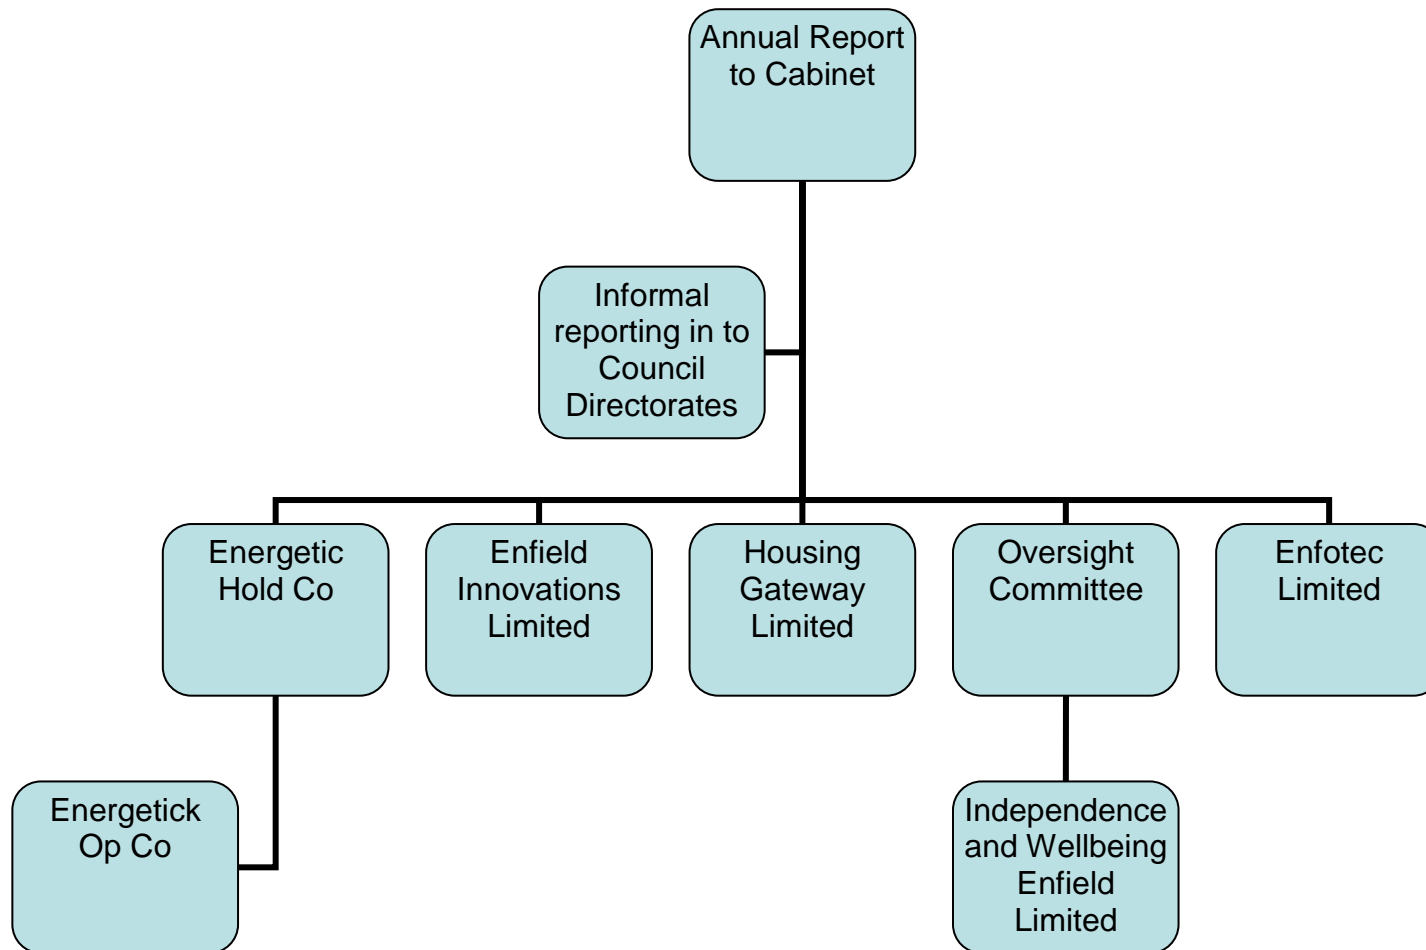 Annual Report
to Cabinet
Informal
reporting in to
Council
Directorates
Energetic
Hold Co
Enfield
Innovations
Limited
Housing
Gateway
Limited
Oversight
Committee
Enfotec
Limited
Energetick
Op Co
Independence
and Wellbeing
Enfield
Limited